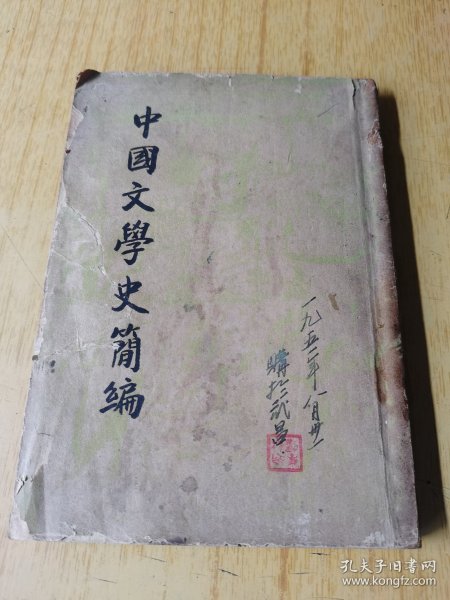 中國文學史簡編
一九五二年八月廿一
購於武昌
孔夫子旧书网
www.kongfz.com